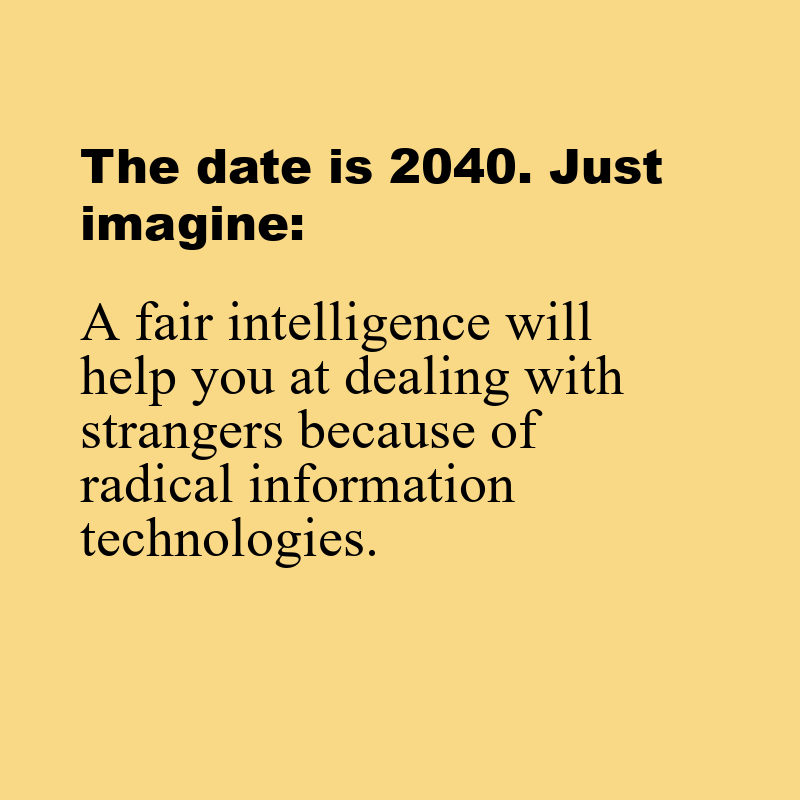 The date is 2040. Just
imagine:
A fair intelligence will
help you at dealing with
strangers because of
radical information
technologies.